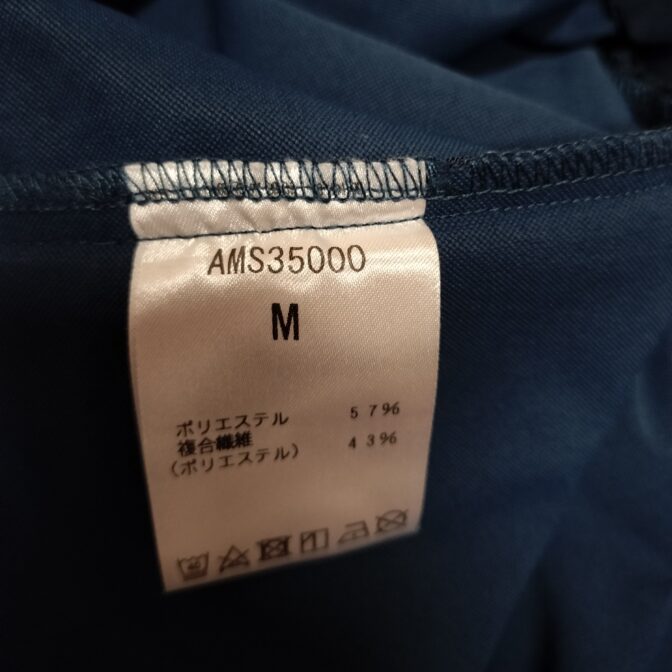 AMS35000
M
ポリエステル 57%
複合繊維 43%
(ポリエステル)